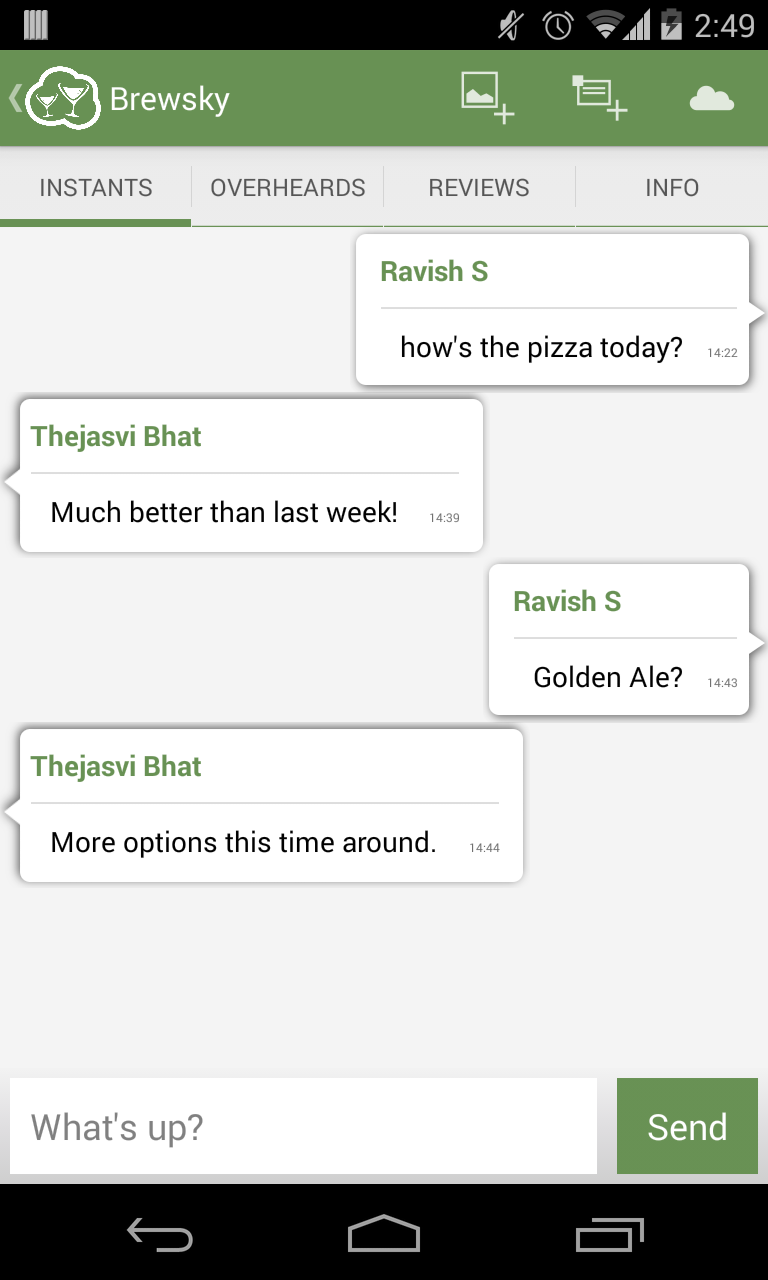 2:49
Brewsky
INSTANTS OVERHEARDS REVIEWS INFO
Ravish S
how's the pizza today? 14:22
Thejasvi Bhat
Much better than last week! 14:39
Ravish S
Golden Ale? 14:43
Thejasvi Bhat
More options this time around. 14:44
What's up? Send